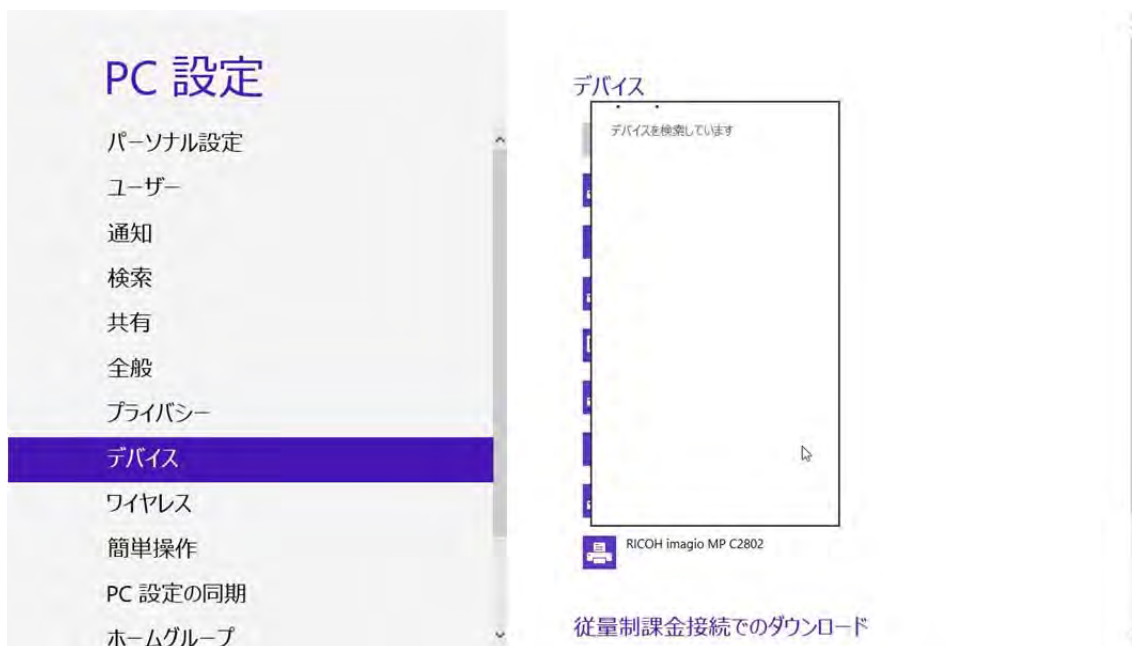 PC 設定
パーソナル設定
ユーザー
通知
検索
共有
全般
プライバシー
デバイス
ワイヤレス
簡単操作
PC 設定の同期
ホームグループ
デバイス
デバイスを検索しています
RICOH imagio MP C2802
従量制課金接続でのダウンロード